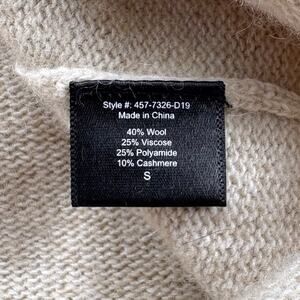 Style #: 457-7326-D19
Made in China
40% Wool
25% Viscose
25% Polyamide
10% Cashmere
S